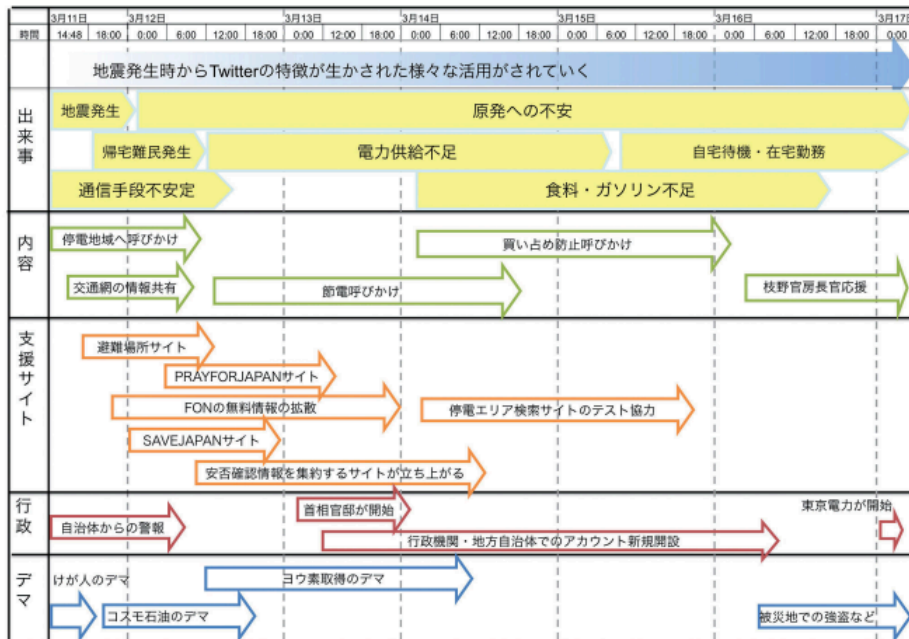 3月11日 3月12日 3月13日 3月14日 3月15日 3月16日 3月17日
時間 14:48 18:00 0:00 6:00 12:00 18:00 0:00 12:00 18:00 0:00 6:00 12:00 18:00 0:00 6:00 12:00 18:00 0:00 6:00 12:00 18:00 0:00
地震発生時からTwitterの特徴が生かされた様々な活用がされていく
出来事
地震発生 原発への不安
帰宅難民発生 電力供給不足 自宅待機・在宅勤務
通信手段不安定 食料・ガソリン不足
内容
停電地域へ呼びかけ 買い占め防止呼びかけ
交通網の情報共有 節電呼びかけ 枝野官房長官応援
支援サイト
避難場所サイト
PRAYFORJAPANサイト
FONの無料情報の拡散 停電エリア検索サイトのテスト協力
SAVEJAPANサイト
安否確認情報を集約するサイトが立ち上がる
行政
首相官邸が開始 東京電力が開始
自治体からの警報 行政機関・地方自治体でのアカウント新規開設
デマ
けが人のデマ ヨウ素取得のデマ
コスモ石油のデマ 被災地での強盗など